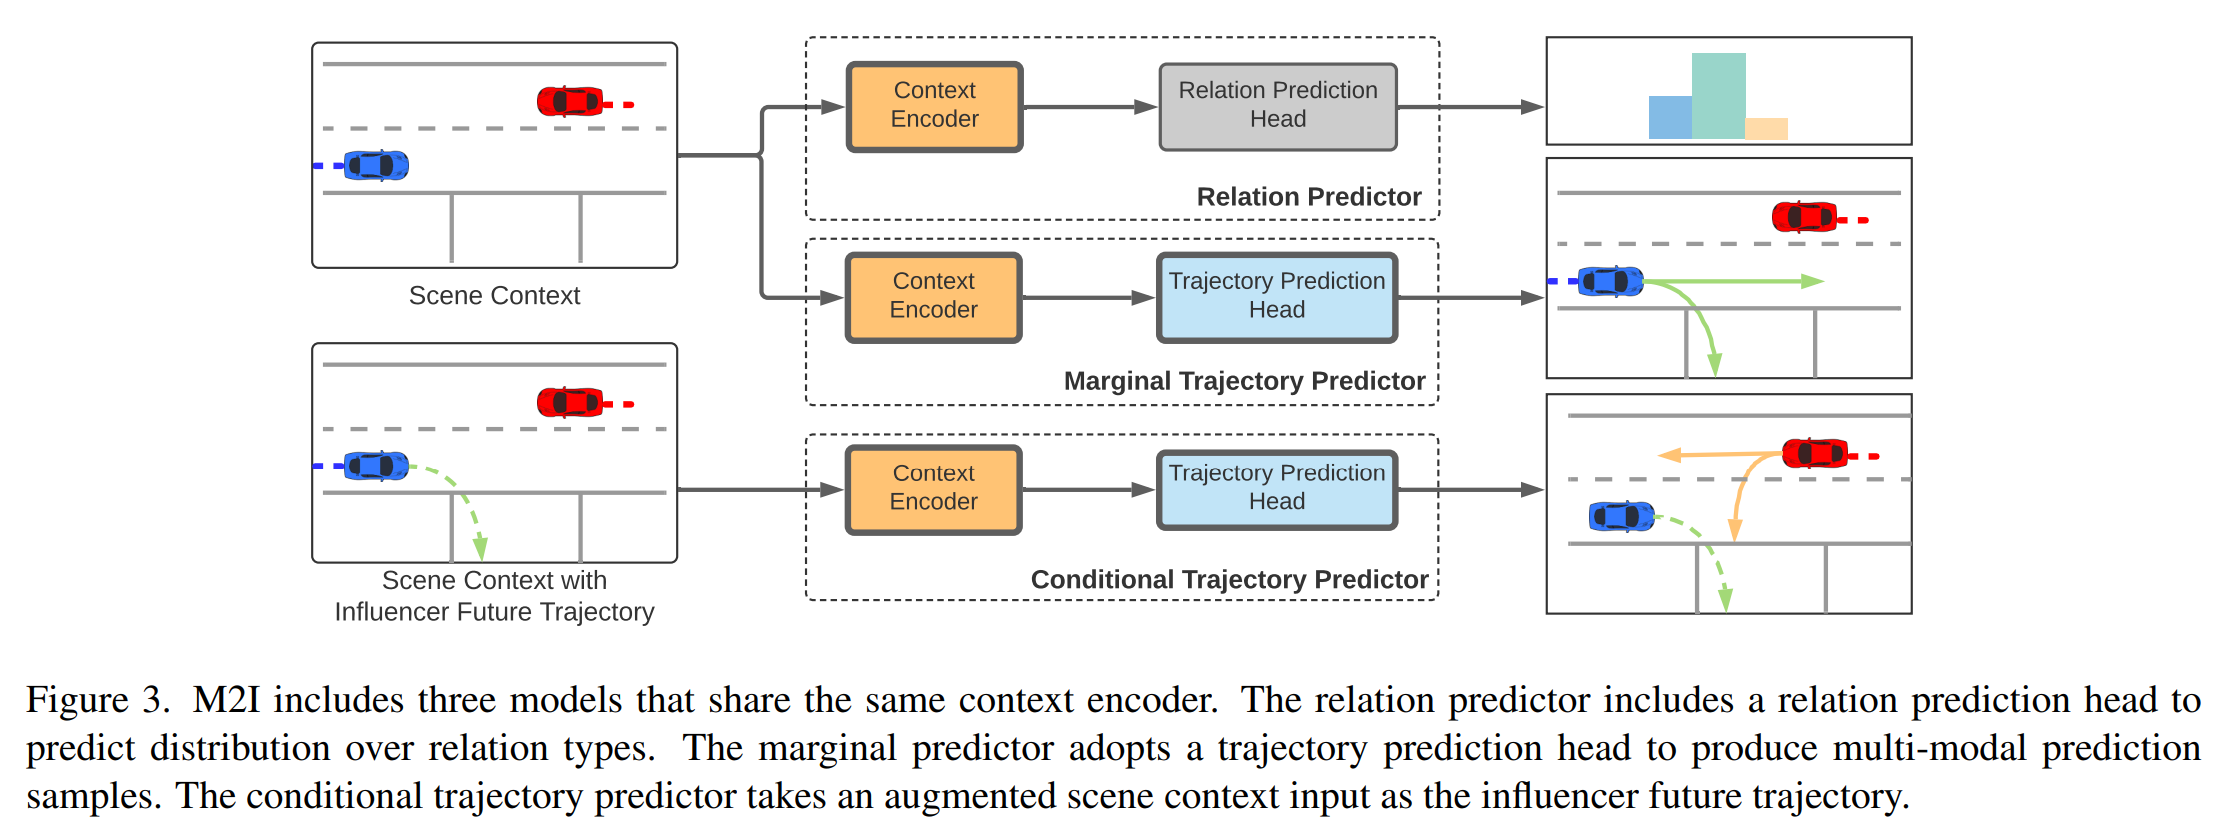 Scene Context
Scene Context with
Influencer Future Trajectory
Context
Encoder
Relation Prediction
Head
Relation Predictor
Context
Encoder
Trajectory Prediction
Head
Marginal Trajectory Predictor
Context
Encoder
Trajectory Prediction
Head
Conditional Trajectory Predictor
Figure 3. M2I includes three models that share the same context encoder. The relation predictor includes a relation prediction head to
predict distribution over relation types. The marginal predictor adopts a trajectory prediction head to produce multi-modal prediction
samples. The conditional trajectory predictor takes an augmented scene context input as the influencer future trajectory.